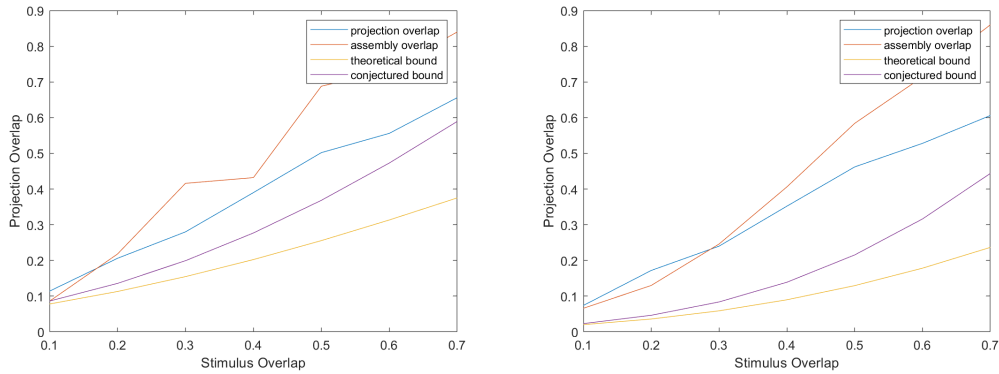 0.9
0.8
0.7
0.6
0.5
0.4
0.3
0.2
0.1
0
Projection Overlap
0.1 0.2 0.3 0.4 0.5 0.6 0.7
Stimulus Overlap
projection overlap
assembly overlap
theoretical bound
conjectured bound
0.9
0.8
0.7
0.6
0.5
0.4
0.3
0.2
0.1
0
Projection Overlap
0.1 0.2 0.3 0.4 0.5 0.6 0.7
Stimulus Overlap
projection overlap
assembly overlap
theoretical bound
conjectured bound